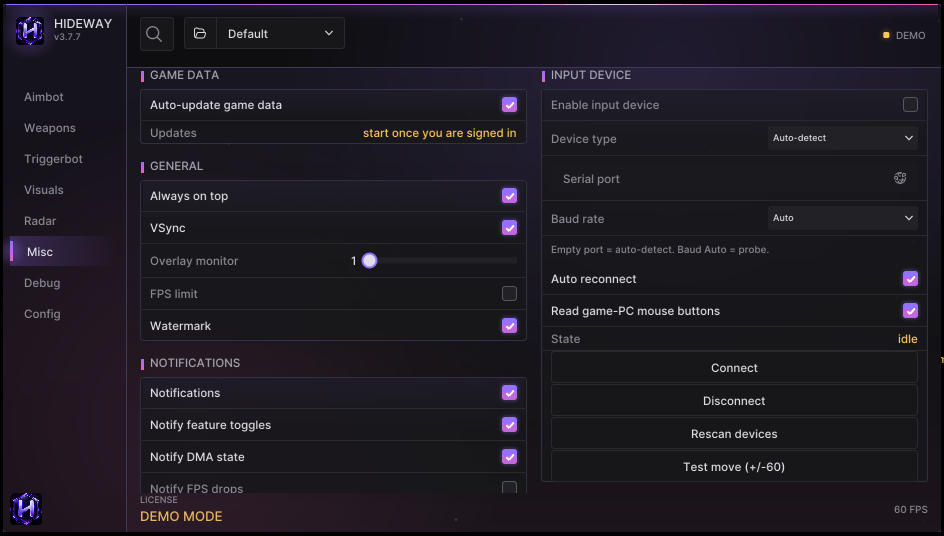 HIDEWAY
v3.7.7
Default
DEMO
Aimbot
Weapons
Triggerbot
Visuals
Radar
Misc
Debug
Config
GAME DATA
Auto-update game data
Updates start once you are signed in
GENERAL
Always on top
VSync
Overlay monitor 1
FPS limit
Watermark
NOTIFICATIONS
Notifications
Notify feature toggles
Notify DMA state
Notify FPS drops
INPUT DEVICE
Enable input device
Device type Auto-detect
Serial port
Baud rate Auto
Empty port = auto-detect. Baud Auto = probe.
Auto reconnect
Read game-PC mouse buttons
State idle
Connect
Disconnect
Rescan devices
Test move (+/-60)
LICENSE
DEMO MODE
60 FPS